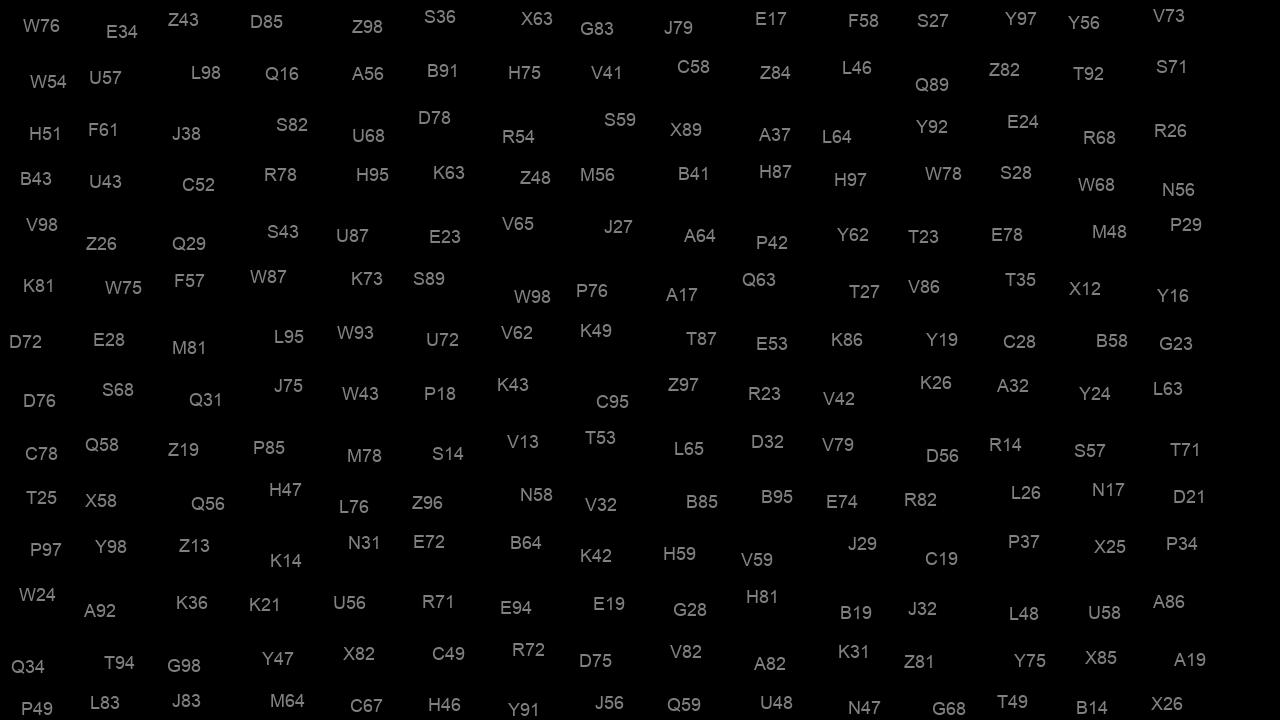 W76 E34 Z43 D85 Z98 S36 X63 G83 J79 E17 F58 S27 Y97 Y56 V73
W54 U57 L98 Q16 A56 B91 H75 V41 C58 Z84 L46 Q89 Z82 T92 S71
H51 F61 J38 S82 U68 D78 R54 S59 X89 A37 L64 Y92 E24 R68 R26
B43 U43 C52 R78 H95 K63 Z48 M56 B41 H87 H97 W78 S28 W68 N56
V98 Z26 Q29 S43 U87 E23 V65 J27 A64 P42 Y62 T23 E78 M48 P29
K81 W75 F57 W87 K73 S89 W98 P76 A17 Q63 T27 V86 T35 X12 Y16
D72 E28 M81 L95 W93 U72 V62 K49 T87 E53 K86 Y19 C28 B58 G23
D76 S68 Q31 J75 W43 P18 K43 C95 Z97 R23 V42 K26 A32 Y24 L63
C78 Q58 Z19 P85 M78 S14 V13 T53 L65 D32 V79 D56 R14 S57 T71
T25 X58 Q56 H47 L76 Z96 N58 V32 B85 B95 E74 R82 L26 N17 D21
P97 Y98 Z13 K14 N31 E72 B64 K42 H59 V59 J29 C19 P37 X25 P34
W24 A92 K36 K21 U56 R71 E94 E19 G28 H81 B19 J32 L48 U58 A86
Q34 T94 G98 Y47 X82 C49 R72 D75 V82 A82 K31 Z81 Y75 X85 A19
P49 L83 J83 M64 C67 H46 Y91 J56 Q59 U48 N47 G68 T49 B14 X26